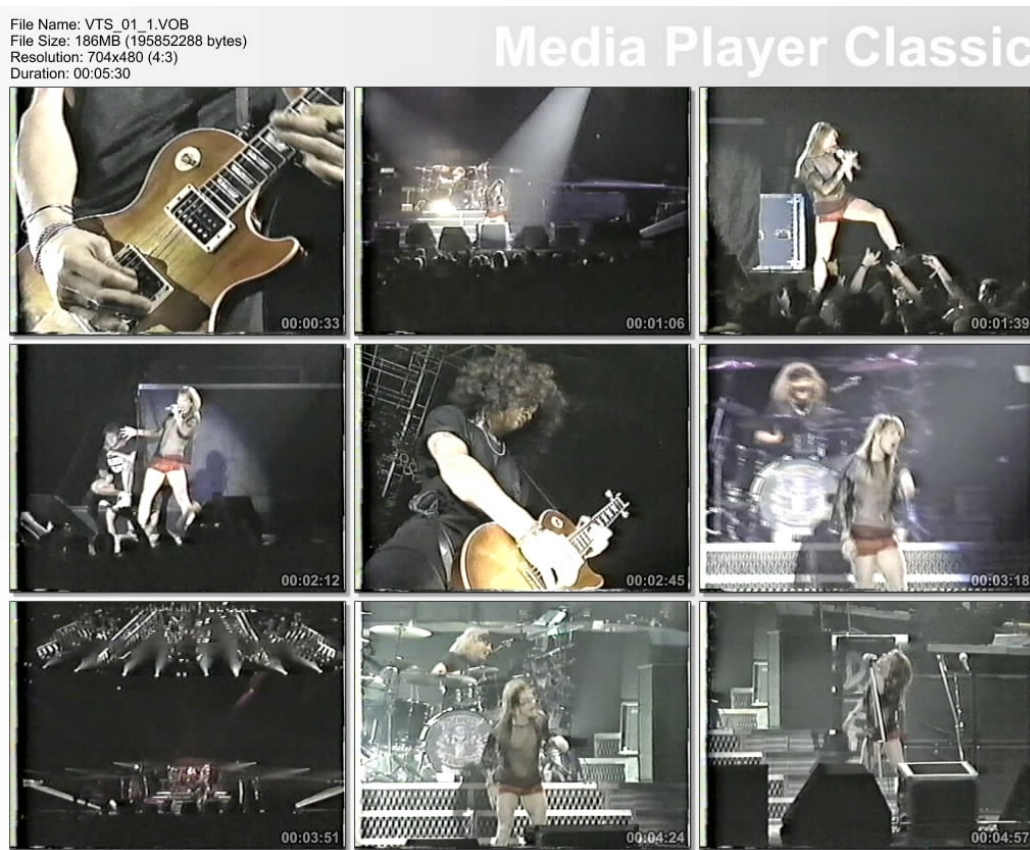 File Name: VTS_01_1.VOB
File Size: 186MB (195852288 bytes)
Resolution: 704x480 (4:3)
Duration: 00:05:30
Media Player Classic
00:00:33
00:01:06
00:01:39
00:02:12
00:02:45
00:03:18
00:03:51
00:04:24
00:04:57